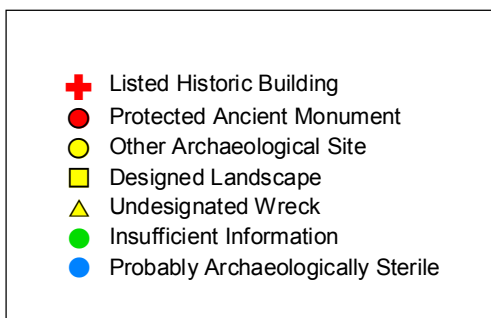 Listed Historic Building
Protected Ancient Monument
Other Archaeological Site
Designed Landscape
Undesignated Wreck
Insufficient Information
Probably Archaeologically Sterile